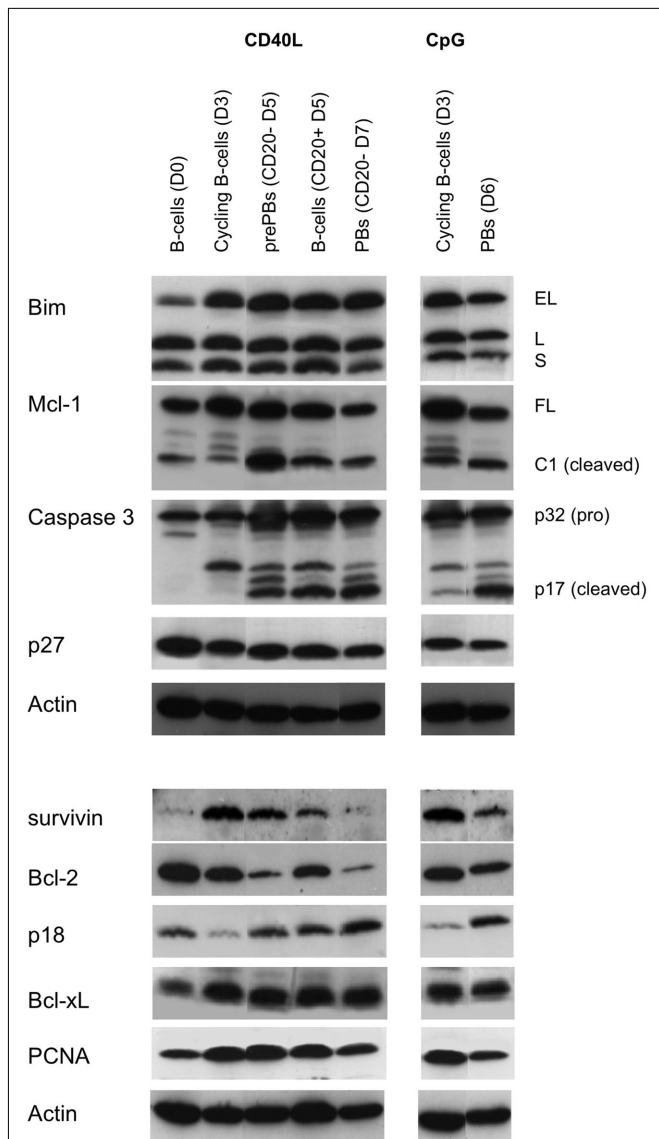 CD40L CpG
B-cells (D0)
Cycling B-cells (D3)
prePBs (CD20- D5)
B-cells (CD20+ D5)
PBs (CD20- D7)
Cycling B-cells (D3)
PBs (D6)
Bim EL
L
S
Mcl-1 FL
C1 (cleaved)
Caspase 3 p32 (pro)
p17 (cleaved)
p27
Actin
survivin
Bcl-2
p18
Bcl-xL
PCNA
Actin